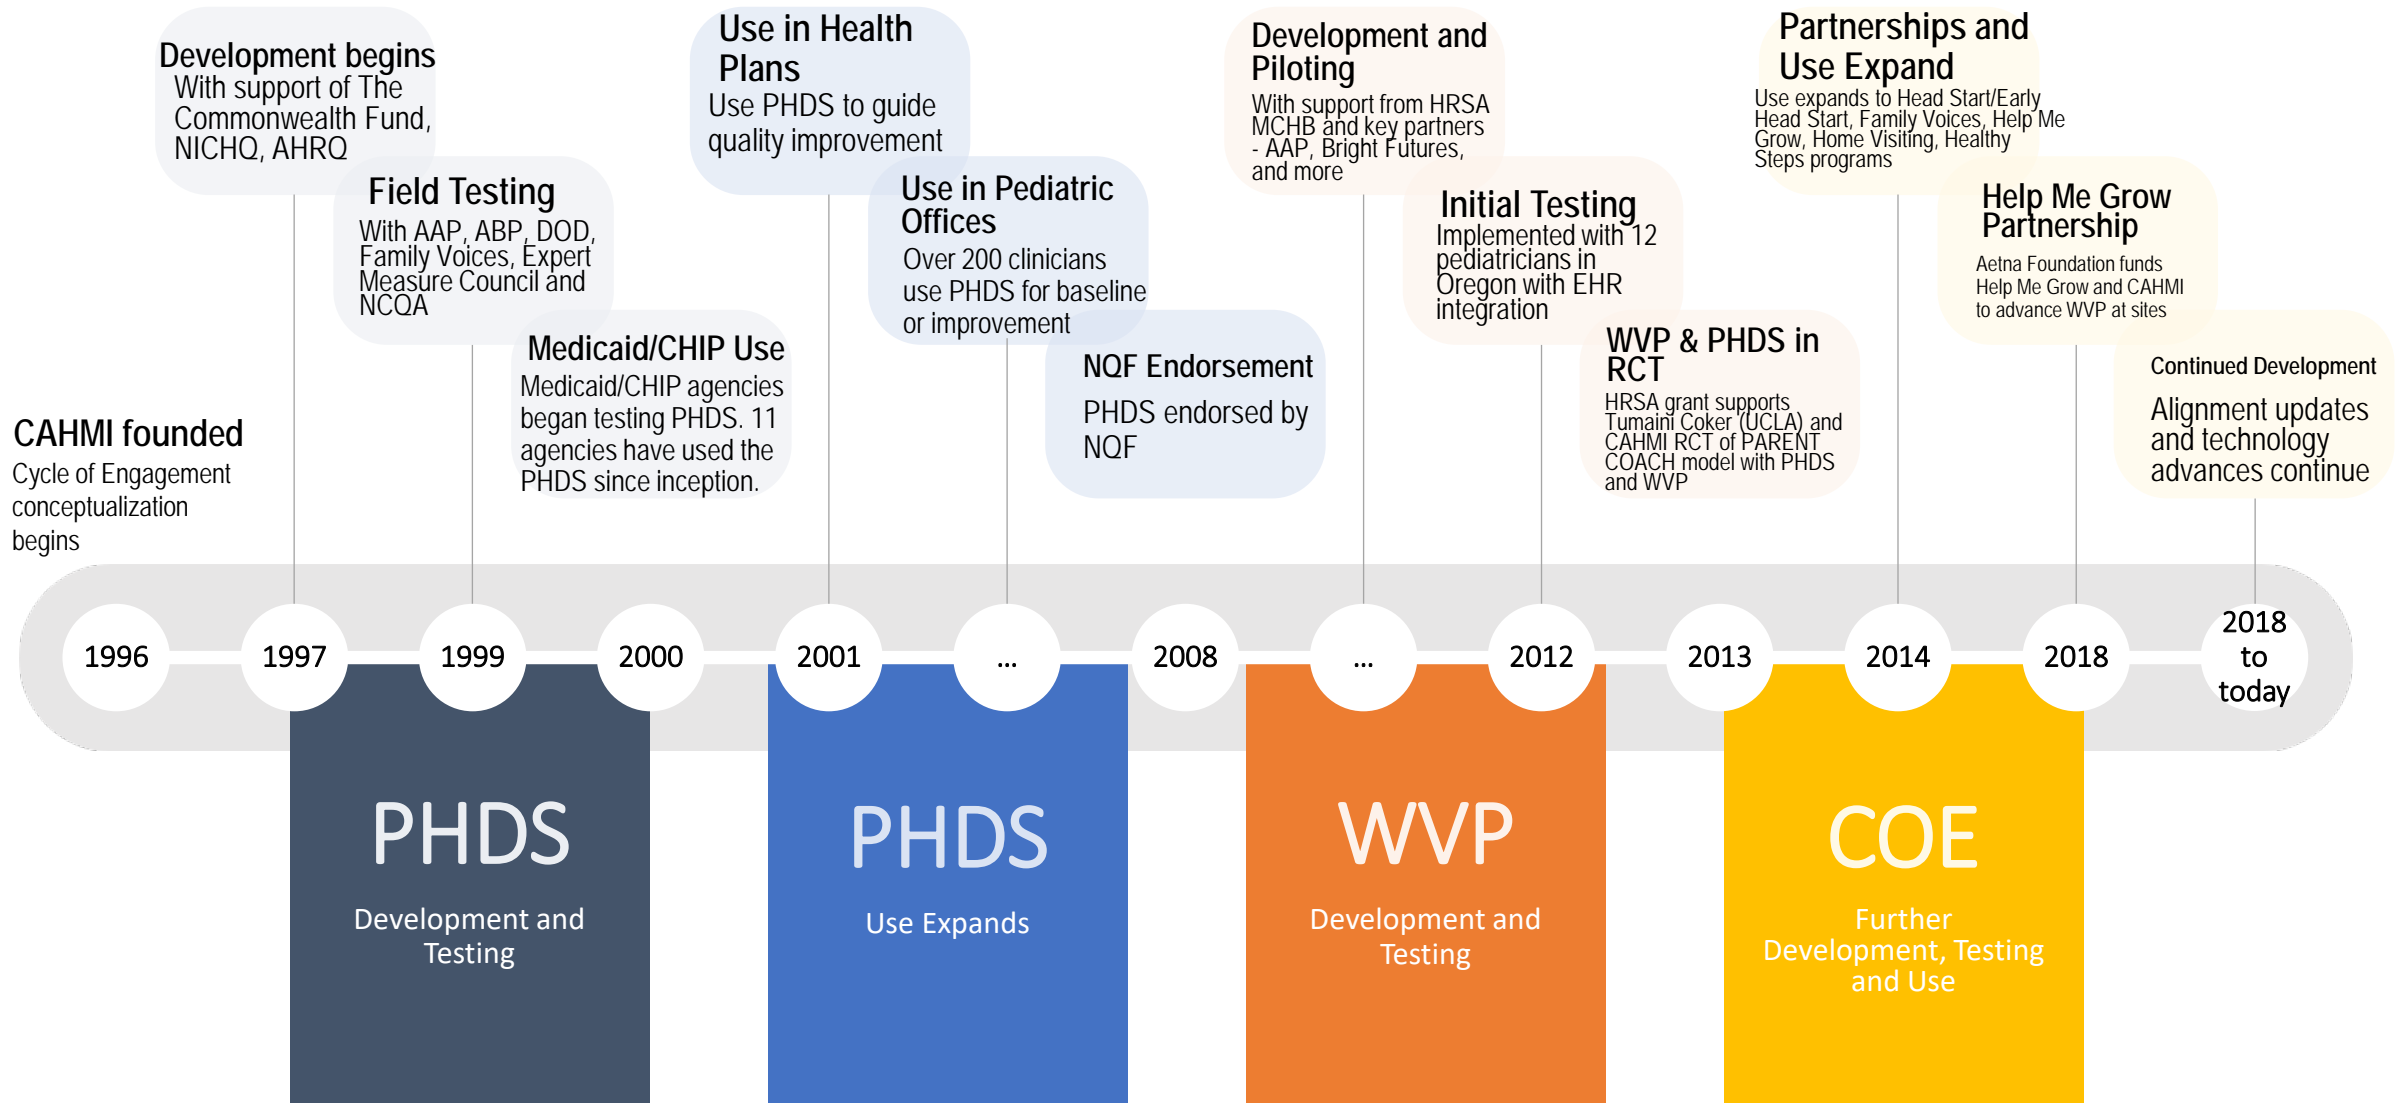 CAHMI founded
Cycle of Engagement
conceptualization
begins
Development begins
With support of The
Commonwealth Fund,
NICHQ, AHRQ
Field Testing
With AAP, ABP, DOD,
Family Voices, Expert
Measure Council and
NCQA
Medicaid/CHIP Use
Medicaid/CHIP agencies
began testing PHDS. 11
agencies have used the
PHDS since inception.
Use in Health
Plans
Use PHDS to guide
quality improvement
Use in Pediatric
Offices
Over 200 clinicians
use PHDS for baseline
or improvement
NQF Endorsement
PHDS endorsed by
NQF
Development and
Piloting
With support from HRSA
MCHB and key partners
- AAP, Bright Futures,
and more
Initial Testing
Implemented with 12
pediatricians in
Oregon with EHR
integration
WVP & PHDS in
RCT
HRSA grant supports
Tumaini Coker (UCLA) and
CAHMI RCT of PARENT
COACH model with PHDS
and WVP
Partnerships and
Use Expand
Use expands to Head Start/Early
Head Start, Family Voices, Help Me
Grow, Home Visiting, Healthy
Steps programs
Help Me Grow
Partnership
Aetna Foundation funds
Help Me Grow and CAHMI
to advance WVP at sites
Continued Development
Alignment updates
and technology
advances continue
1996
1997
1999
2000
2001
...
2008
...
2012
2013
2014
2018
2018
to
today
PHDS
Development and
Testing
PHDS
Use Expands
WVP
Development and
Testing
COE
Further
Development, Testing
and Use